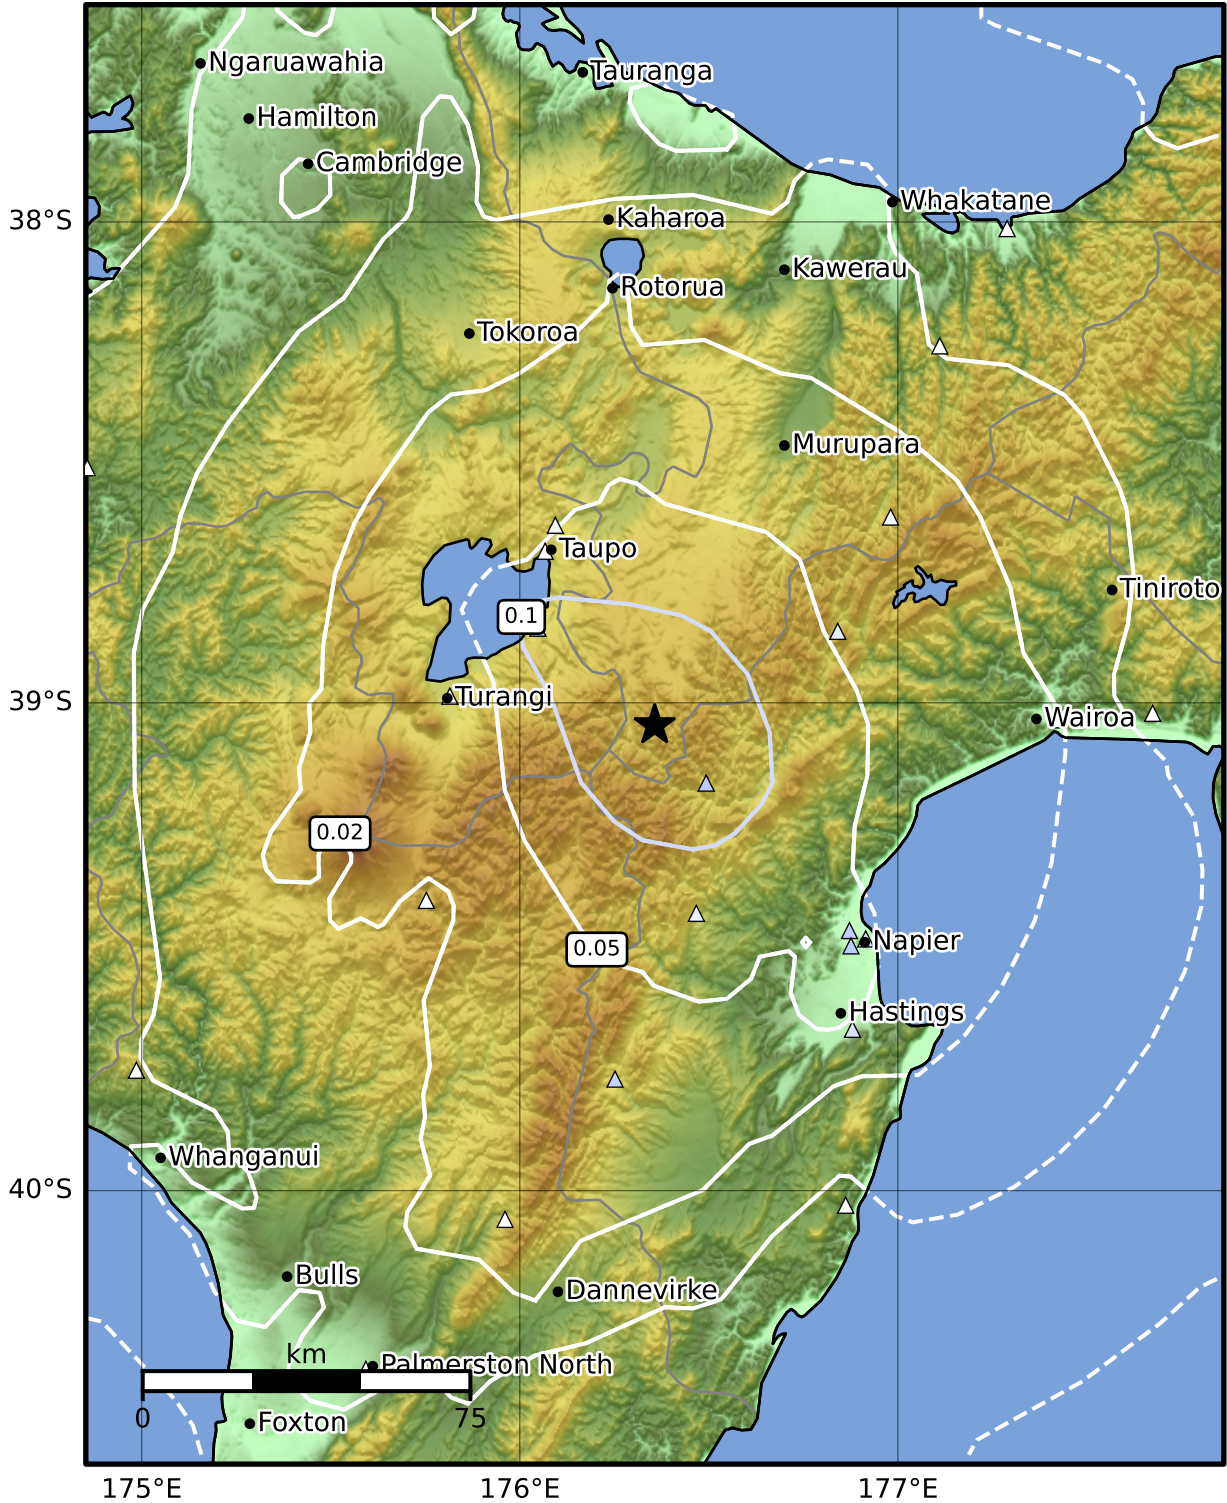 Ngaruawahia
Tauranga
Hamilton
Cambridge
Whakatane
Kaharoa
38°S
Kawerau
Rotorua
Tokoroa
Murupara
Taupo
Tiniroto
0.1
Turangi
39°S
Wairoa
0.02
Napier
0.05
Hastings
Whanganui
40°S
Bulls
Dannevirke
km
Palmerston North
0
75
Foxton
175°E
176°E
177°E